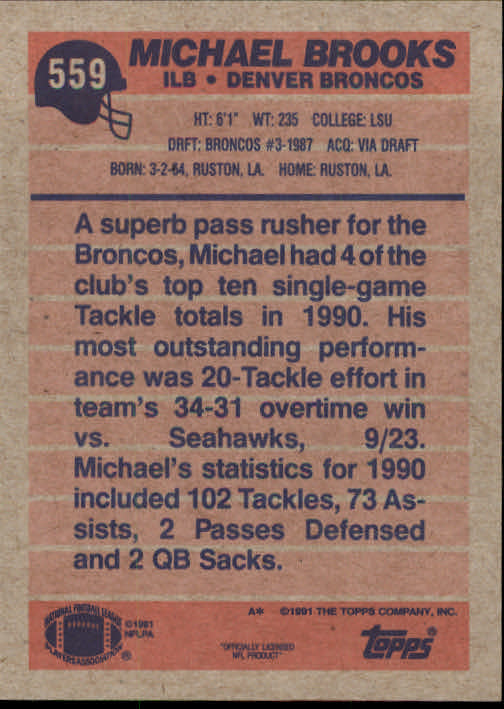 559
MICHAEL BROOKS
ILB • DENVER BRONCOS
HT: 6'1" WT: 235 COLLEGE: LSU
DRFT: BRONCOS #3-1987 ACQ: VIA DRAFT
BORN: 3-2-64, RUSTON, LA. HOME: RUSTON, LA.
A superb pass rusher for the
Broncos, Michael had 4 of the
club's top ten single-game
Tackle totals in 1990. His
most outstanding perform-
ance was 20-Tackle effort in
team's 34-31 overtime win
vs. Seahawks, 9/23.
Michael's statistics for 1990
included 102 Tackles, 73 As-
sists, 2 Passes Defensed
and 2 QB Sacks.
A* ©1991 THE TOPPS COMPANY, INC.
NATIONAL FOOTBALL LEAGUE
PLAYERS ASSOCIATION ®
©1991
NFLPA
"OFFICIALLY LICENSED
NFL PRODUCT"
TOPPS®